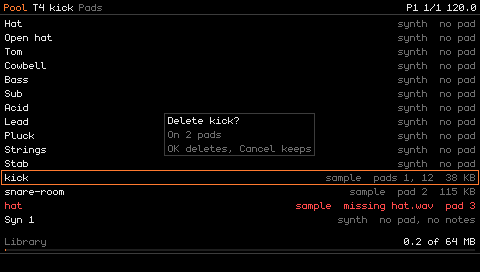 Pool T4 kick Pads P1 1/1 120.0
Hat synth no pad
Open hat synth no pad
Tom synth no pad
Cowbell synth no pad
Bass synth no pad
Sub synth no pad
Acid synth no pad
Lead synth no pad
Pluck synth no pad
Strings synth no pad
Stab synth no pad
Delete kick?
On 2 pads
OK deletes, Cancel keeps
kick sample pads 1, 12 38 KB
snare-room sample pad 2 115 KB
hat sample missing hat.wav pad 3
Syn 1 synth no pad, no notes
Library 0.2 of 64 MB